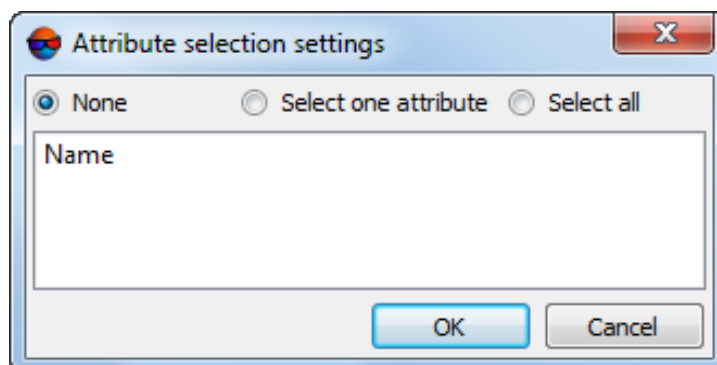 Attribute selection settings
None Select one attribute Select all
Name
OK Cancel